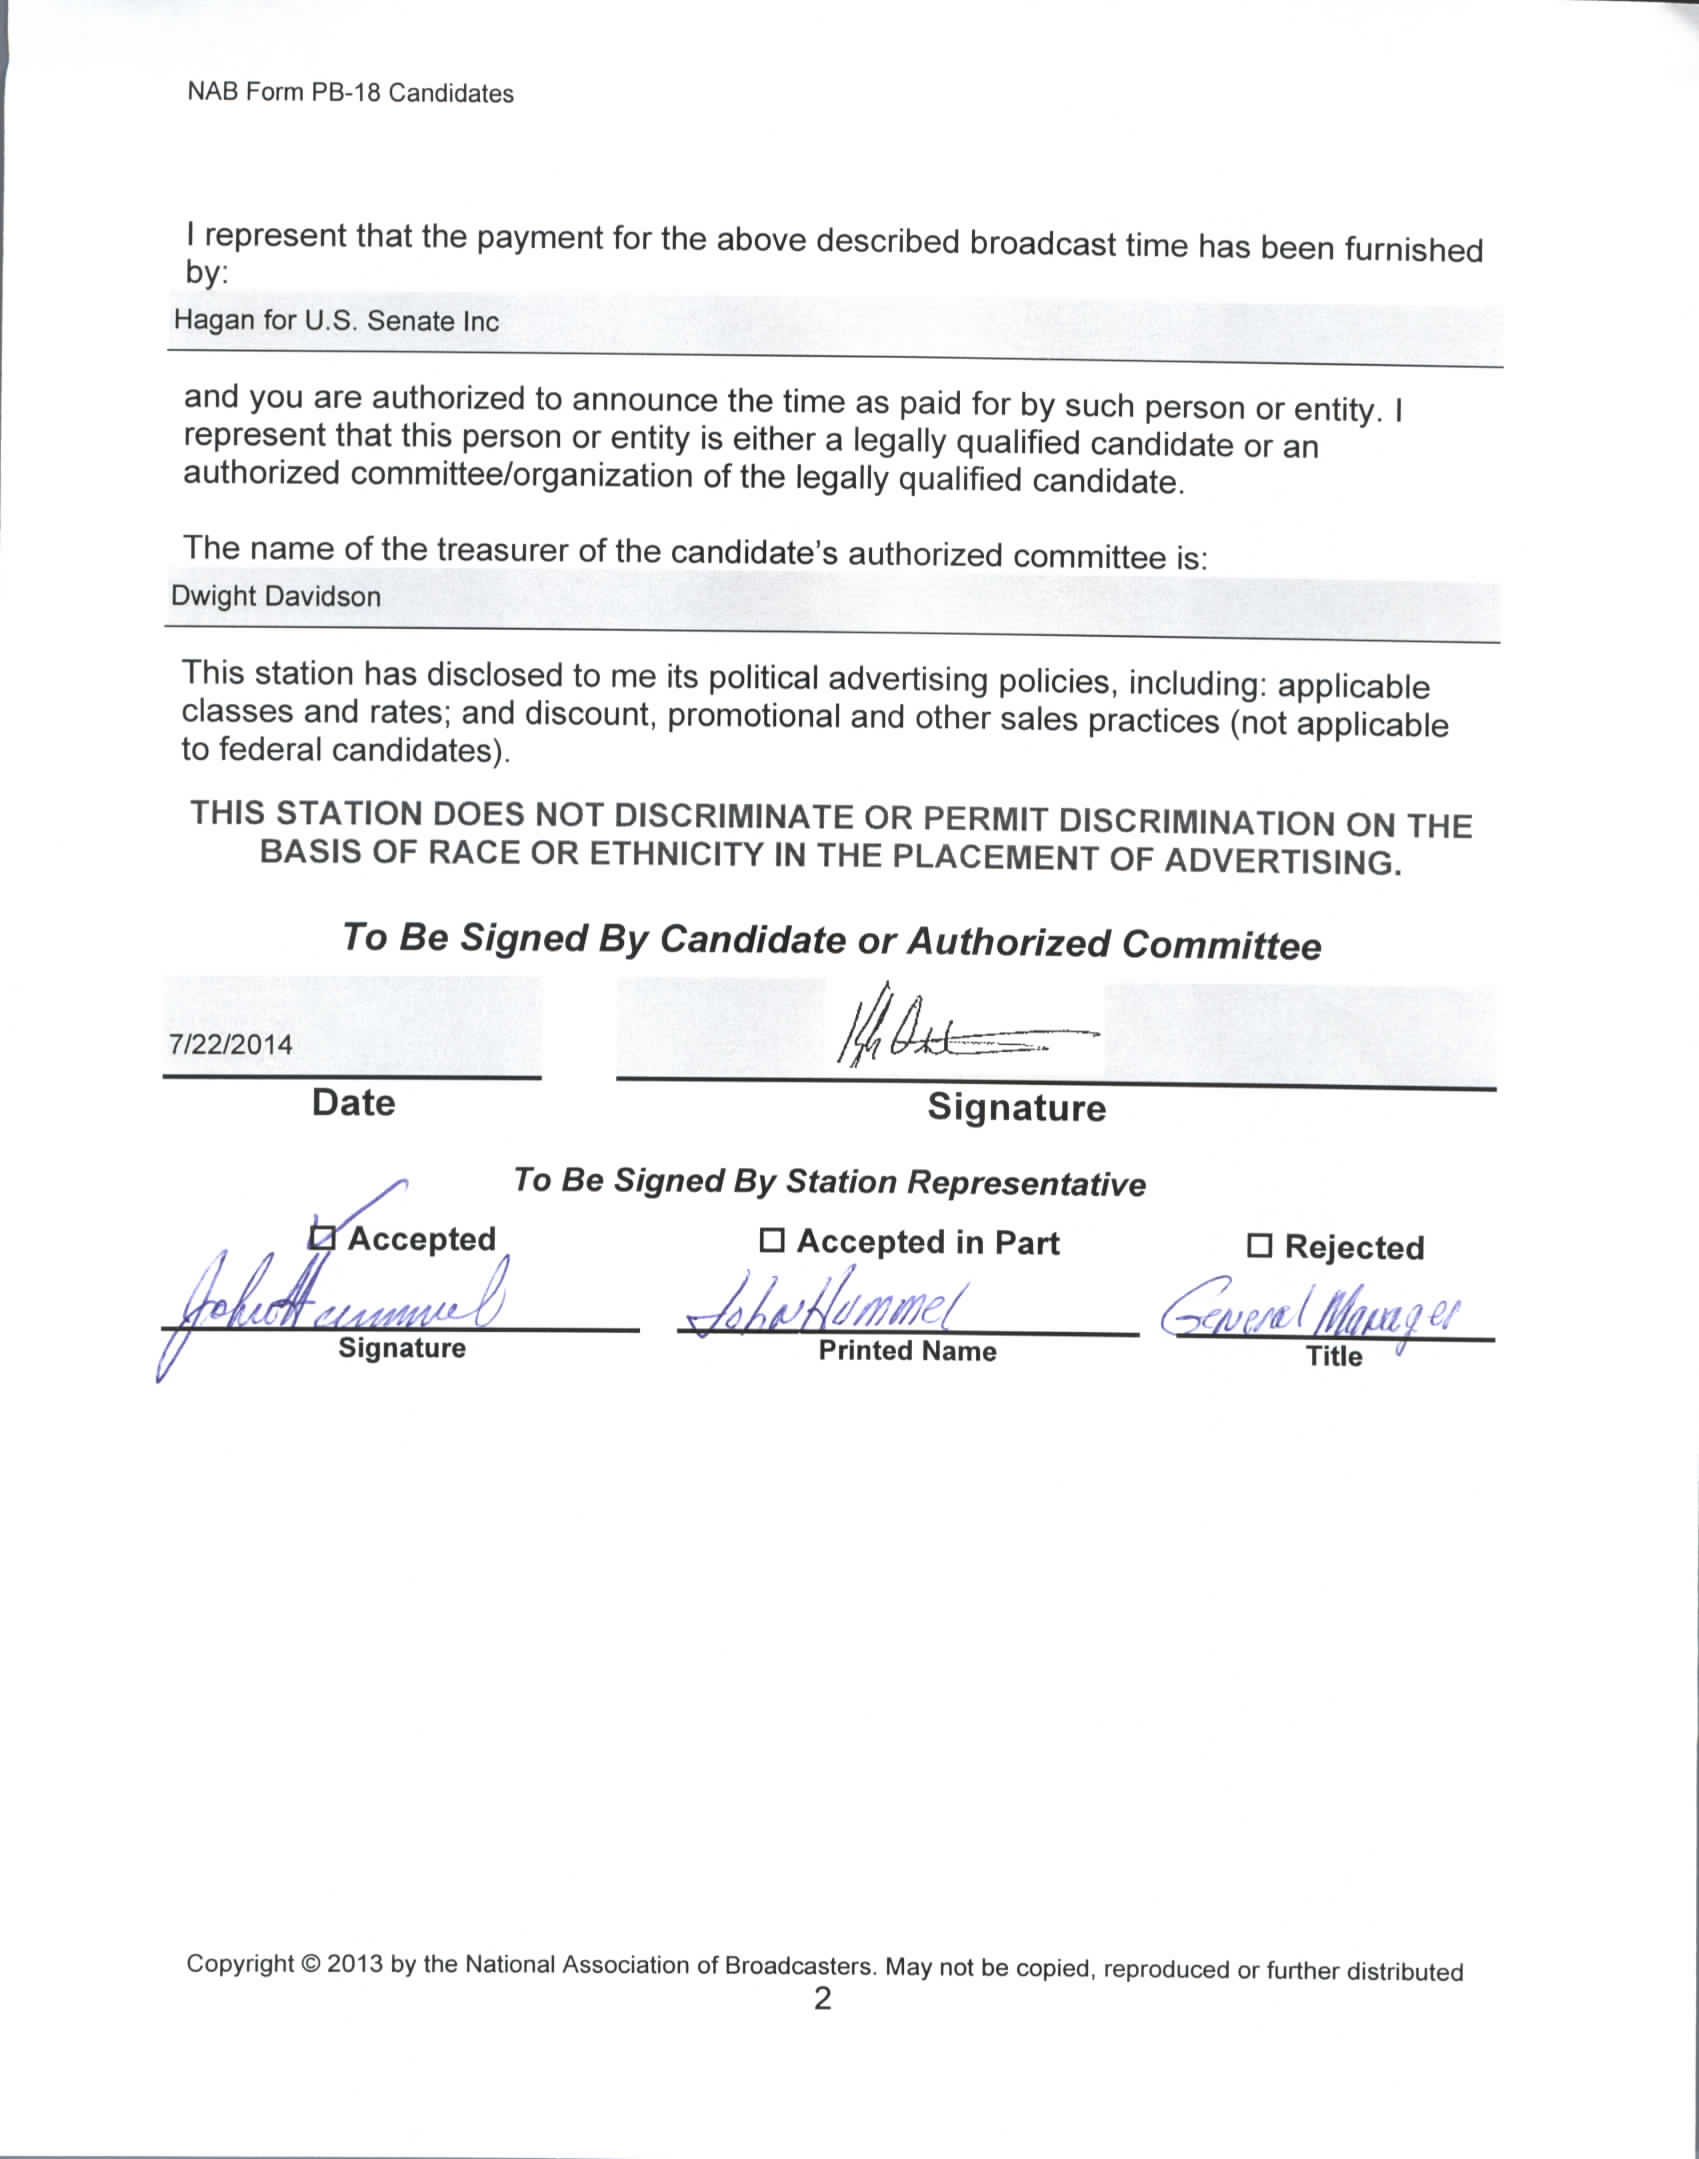 NAB Form PB-18 Candidates
I represent that the payment for the above described broadcast time has been furnished
by:
Hagan for U.S. Senate Inc
and you are authorized to announce the time as paid for by such person or entity. I
represent that this person or entity is either a legally qualified candidate or an
authorized committee/organization of the legally qualified candidate.
The name of the treasurer of the candidate's authorized committee is:
Dwight Davidson
This station has disclosed to me its political advertising policies, including: applicable
classes and rates; and discount, promotional and other sales practices (not applicable
to federal candidates).
THIS STATION DOES NOT DISCRIMINATE OR PERMIT DISCRIMINATION ON THE
BASIS OF RACE OR ETHNICITY IN THE PLACEMENT OF ADVERTISING.
To Be Signed By Candidate or Authorized Committee
7/22/2014
Date Signature
To Be Signed By Station Representative
☑ Accepted ☐ Accepted in Part ☐ Rejected
John Hummel John Hummel General Manager
Signature Printed Name Title
Copyright © 2013 by the National Association of Broadcasters. May not be copied, reproduced or further distributed
2